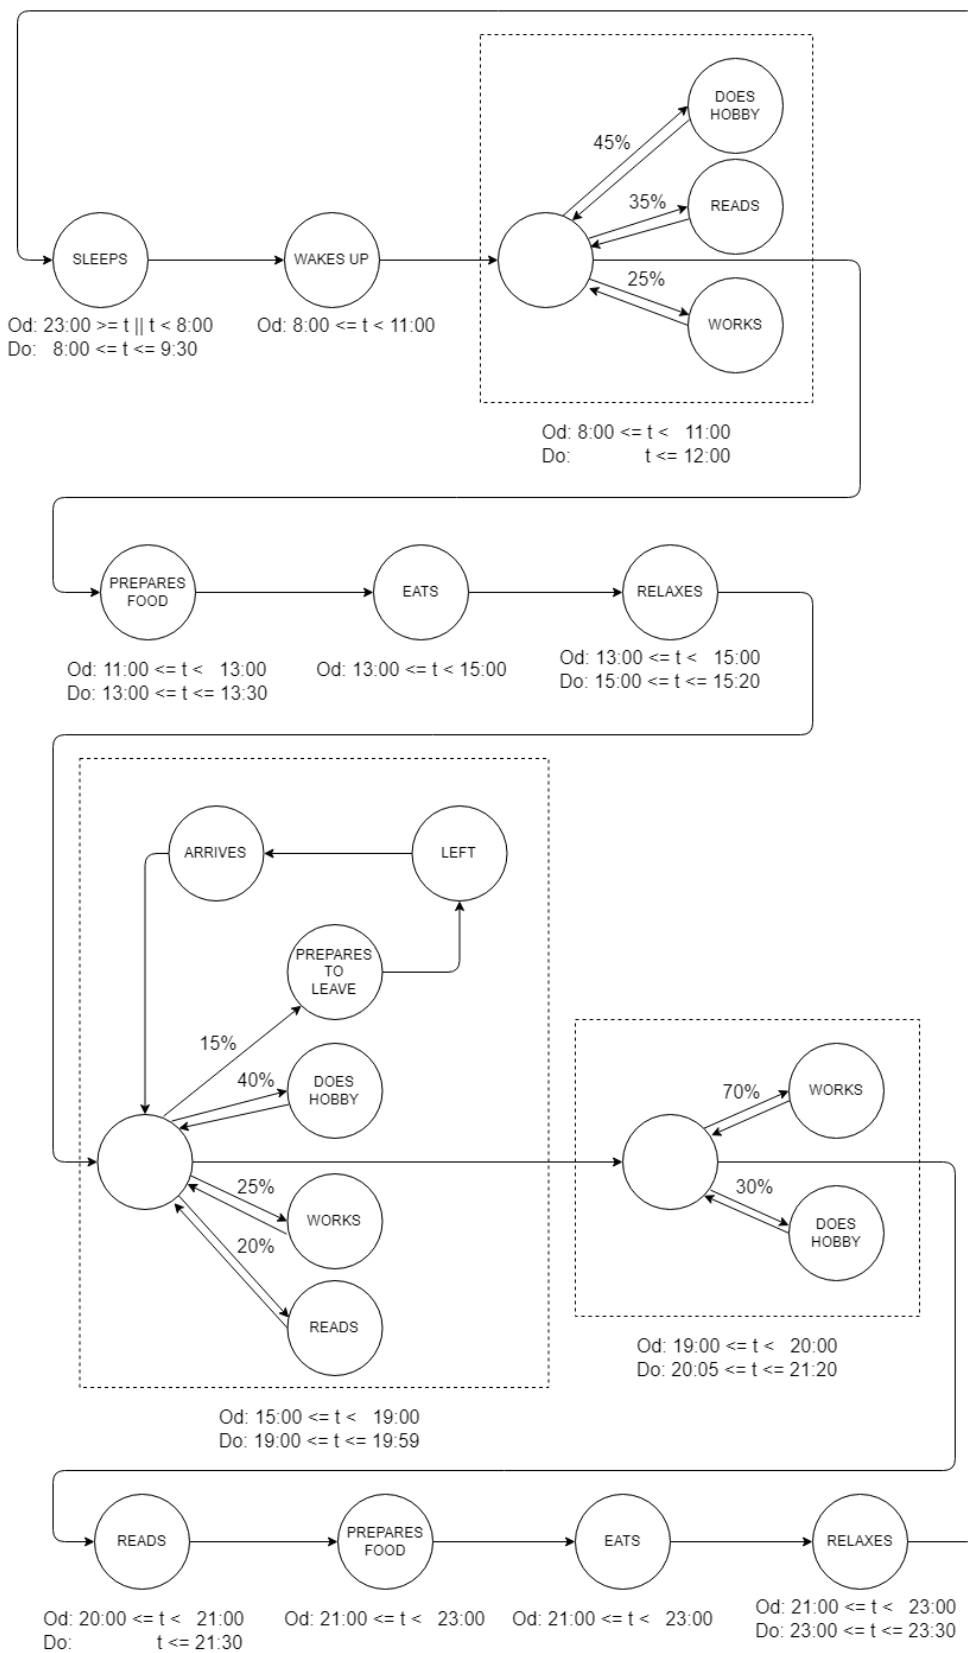 DOES
HOBBY
45%
35%
READS
SLEEPS
WAKES UP
25%
WORKS
Od: 23:00 >= t || t < 8:00
Do: 8:00 <= t <= 9:30
Od: 8:00 <= t < 11:00
Od: 8:00 <= t < 11:00
Do: t <= 12:00
PREPARES
FOOD
EATS
RELAXES
Od: 11:00 <= t < 13:00
Do: 13:00 <= t <= 13:30
Od: 13:00 <= t < 15:00
Od: 13:00 <= t < 15:00
Do: 15:00 <= t <= 15:20
ARRIVES
LEFT
PREPARES
TO
LEAVE
15%
40%
DOES
HOBBY
25%
WORKS
20%
READS
70%
WORKS
30%
DOES
HOBBY
Od: 19:00 <= t < 20:00
Do: 20:05 <= t <= 21:20
Od: 15:00 <= t < 19:00
Do: 19:00 <= t <= 19:59
READS
PREPARES
FOOD
EATS
RELAXES
Od: 20:00 <= t < 21:00
Do: t <= 21:30
Od: 21:00 <= t < 23:00
Od: 21:00 <= t < 23:00
Od: 21:00 <= t < 23:00
Do: 23:00 <= t <= 23:30